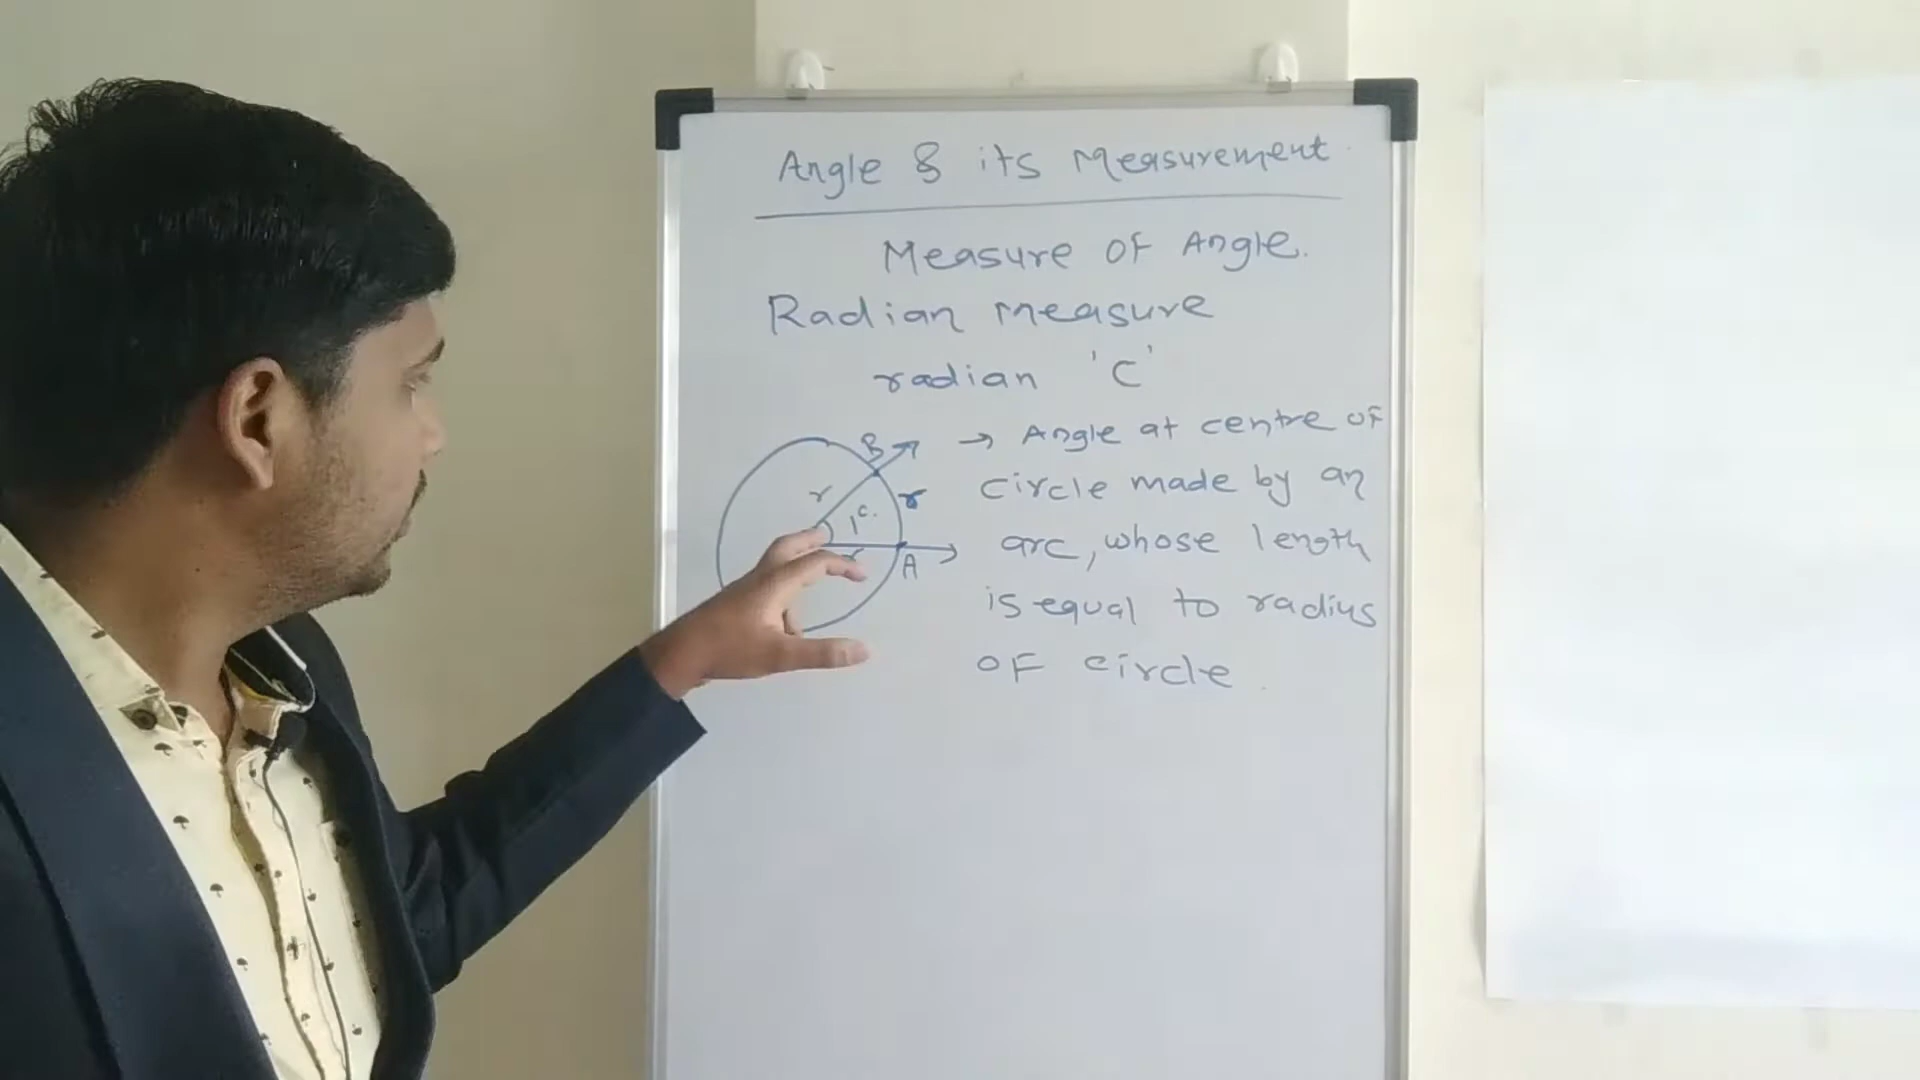 Angle & its Measurement
Measure of Angle.
Radian measure
radian 'c'
B
→ Angle at centre of
r
r
circle made by an
1ᶜ
r
A
arc, whose length
is equal to radius
of circle.